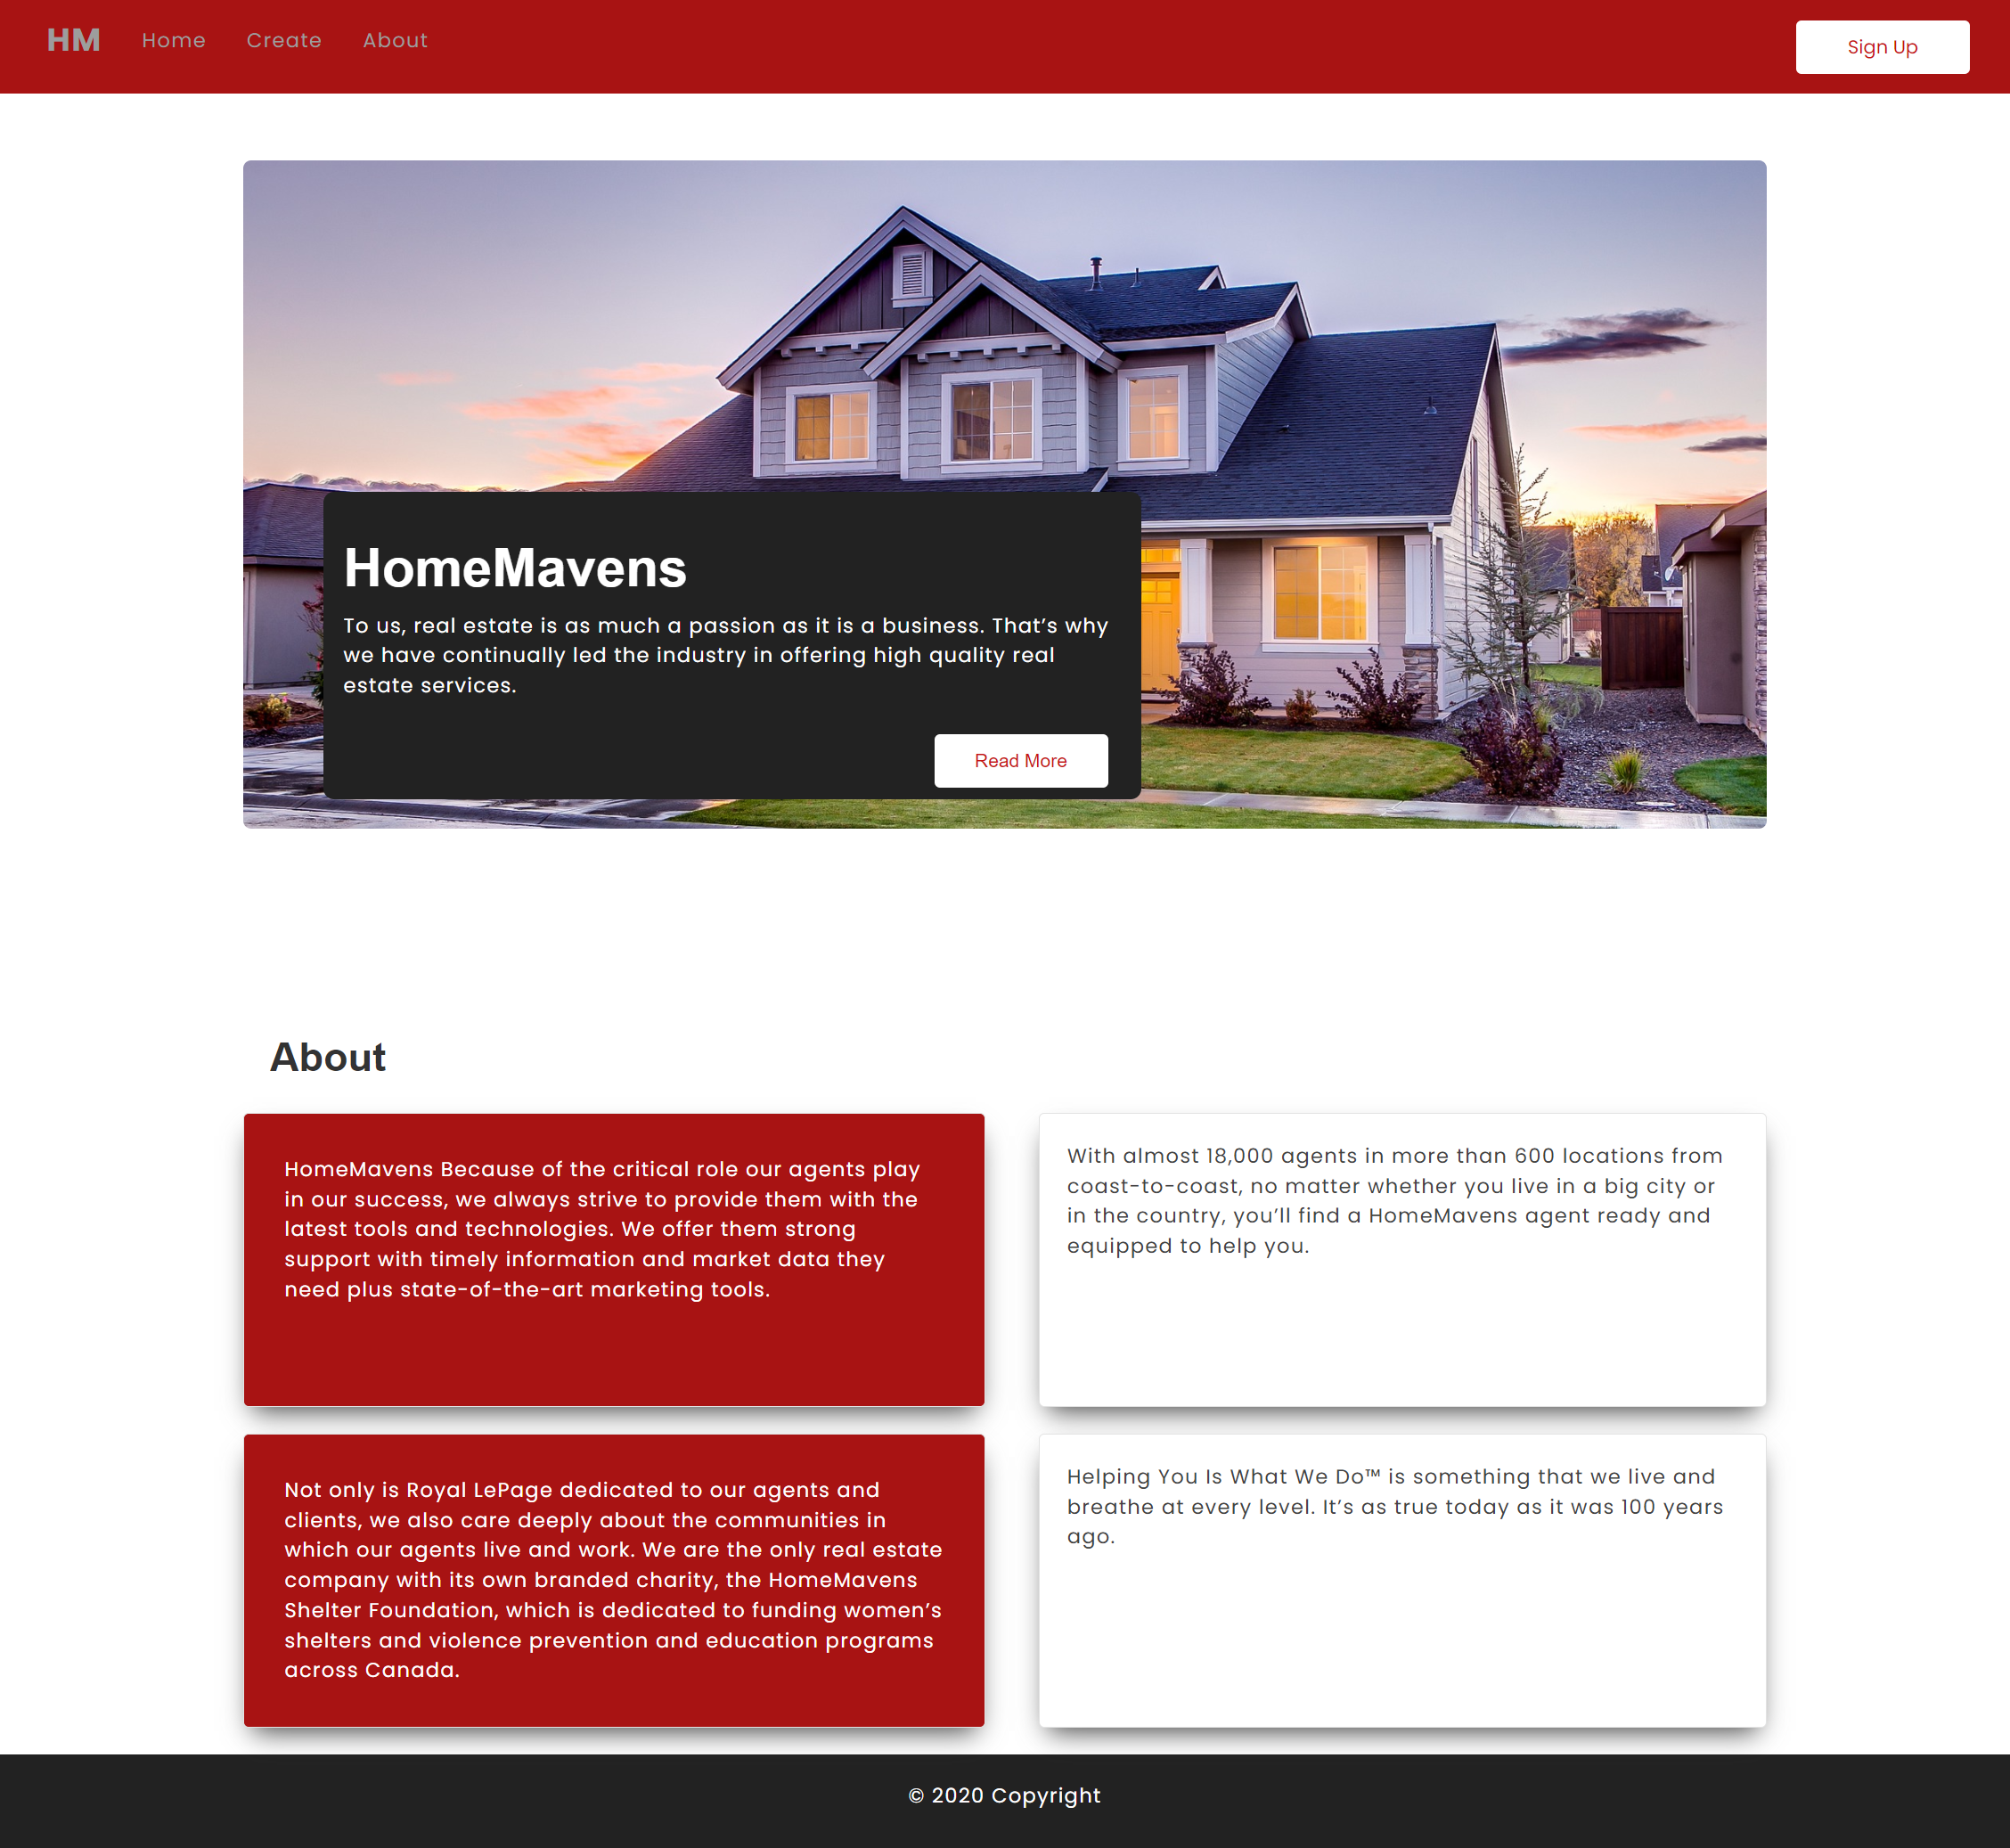 HM Home Create About Sign Up
HomeMavens
To us, real estate is as much a passion as it is a business. That’s why
we have continually led the industry in offering high quality real
estate services.
Read More
About
HomeMavens Because of the critical role our agents play
in our success, we always strive to provide them with the
latest tools and technologies. We offer them strong
support with timely information and market data they
need plus state-of-the-art marketing tools.
With almost 18,000 agents in more than 600 locations from
coast-to-coast, no matter whether you live in a big city or
in the country, you’ll find a HomeMavens agent ready and
equipped to help you.
Not only is Royal LePage dedicated to our agents and
clients, we also care deeply about the communities in
which our agents live and work. We are the only real estate
company with its own branded charity, the HomeMavens
Shelter Foundation, which is dedicated to funding women’s
shelters and violence prevention and education programs
across Canada.
Helping You Is What We Do™ is something that we live and
breathe at every level. It’s as true today as it was 100 years
ago.
© 2020 Copyright